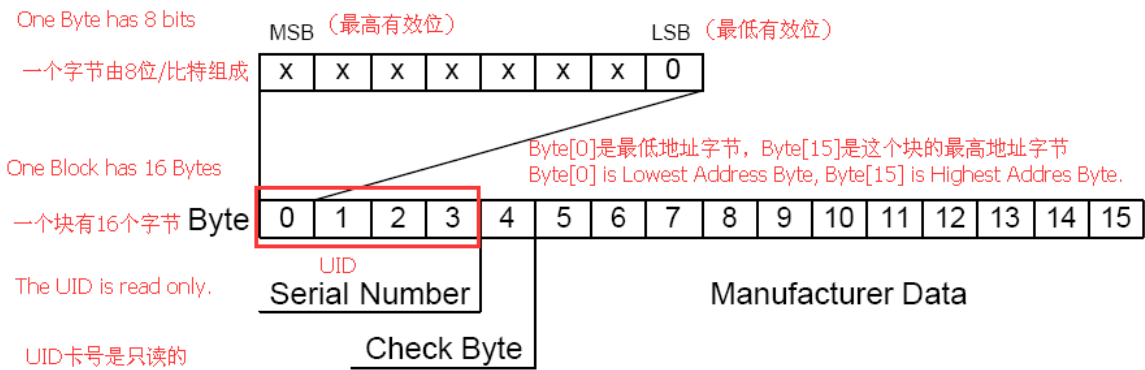 One Byte has 8 bits
MSB（最高有效位）
LSB（最低有效位）
一个字节由8位/比特组成
x x x x x x x 0
Byte[0]是最低地址字节，Byte[15]是这个块的最高地址字节
One Block has 16 Bytes
Byte[0] is Lowest Address Byte, Byte[15] is Highest Addres Byte.
一个块有16个字节
Byte 0 1 2 3 4 5 6 7 8 9 10 11 12 13 14 15
UID
The UID is read only.
Serial Number
Manufacturer Data
UID卡号是只读的
Check Byte